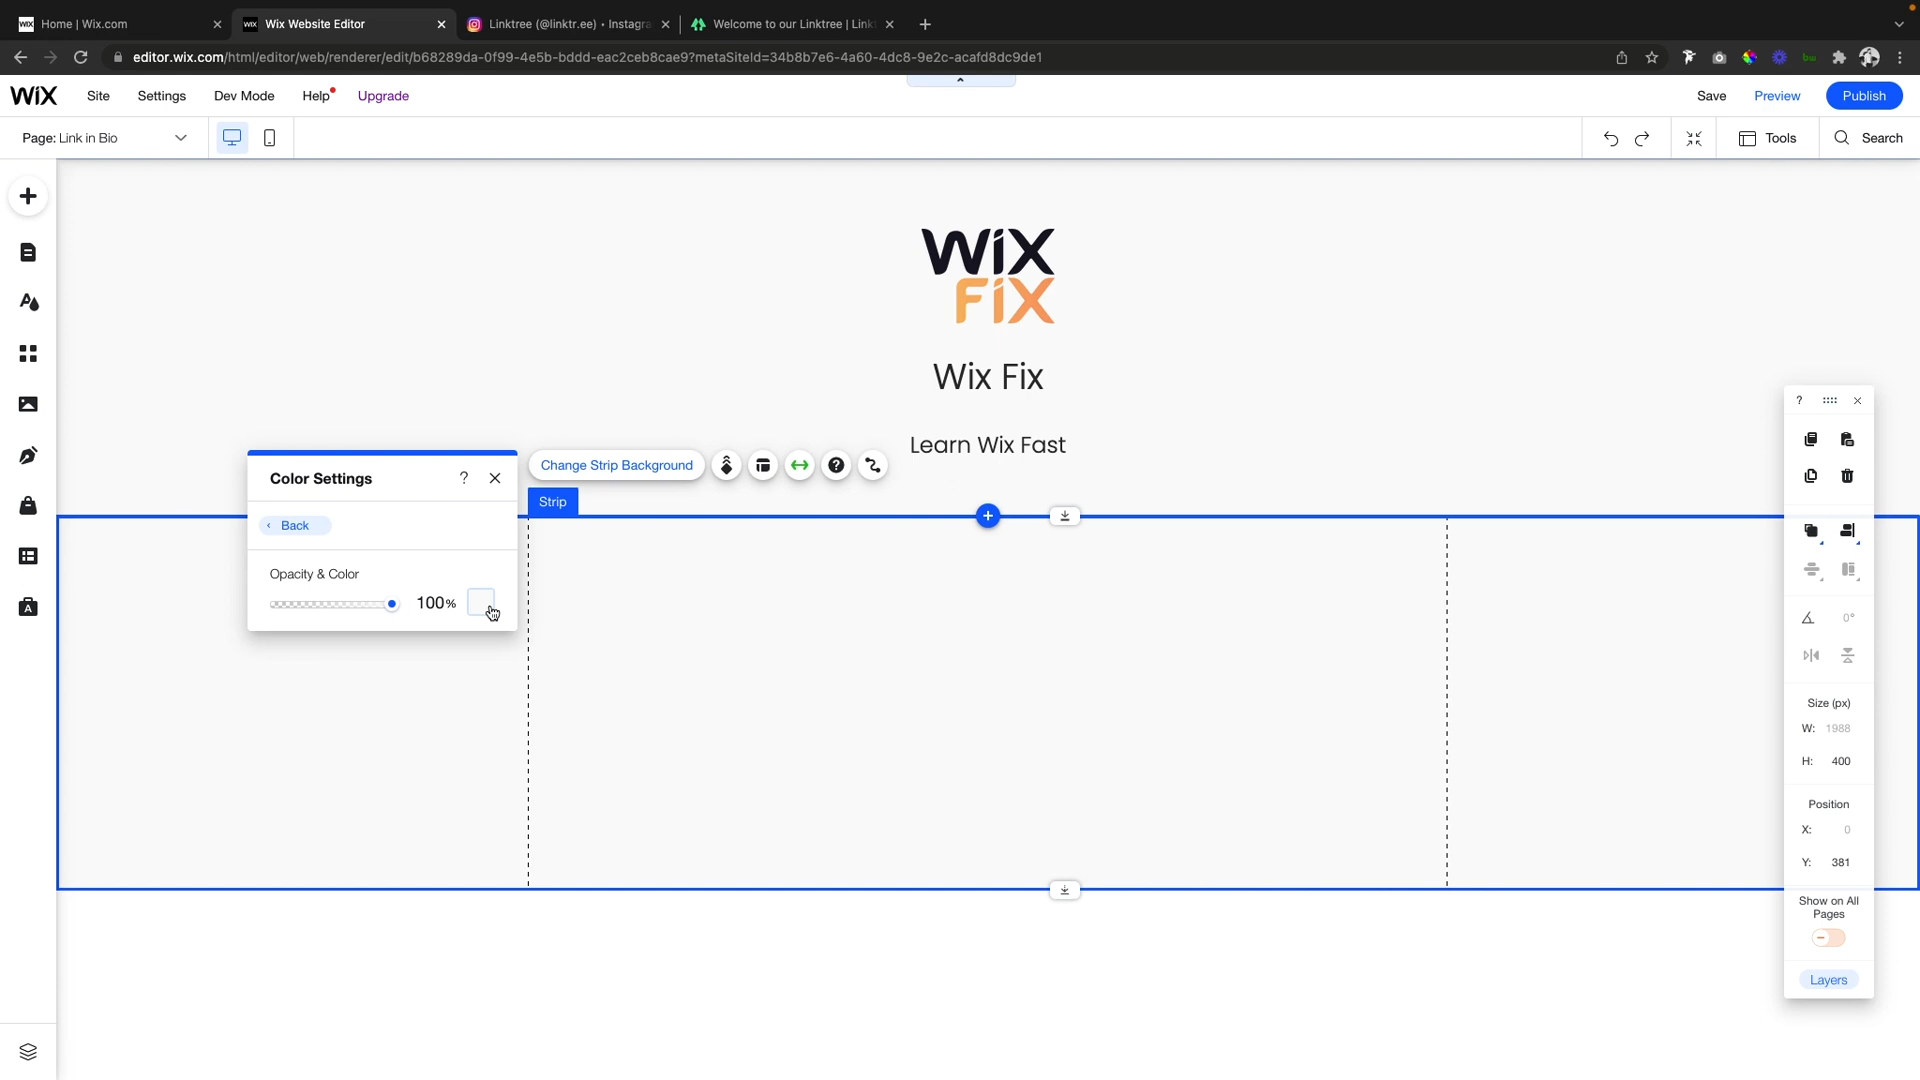 WiX Home | Wix.com
WiX Wix Website Editor
Linktree (@linktr.ee) • Instagra
Welcome to our Linktree | Link
editor.wix.com/html/editor/web/renderer/edit/b68289da-0f99-4e5b-bddd-eac2ceb8cae9?metaSiteId=34b8b7e6-4a60-4dc8-9e2c-acafd8dc9de1
bw
WiX Site Settings Dev Mode Help Upgrade
Save Preview Publish
Page: Link in Bio
Tools Search
WiX
FiX
Wix Fix
Learn Wix Fast
Color Settings ?
Back
Opacity & Color
100%
Change Strip Background
?
Strip
?
0°
Size (px)
W: 1988
H: 400
Position
X: 0
Y: 381
Show on All
Pages
Layers
A